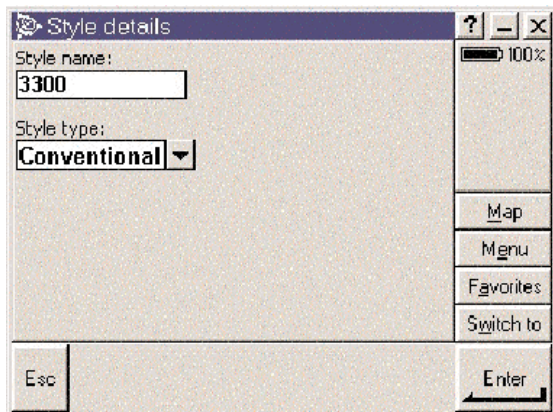 Style details
? _ X
Style name:
100%
3300
Style type:
Conventional
Map
Menu
Favorites
Switch to
Esc
Enter